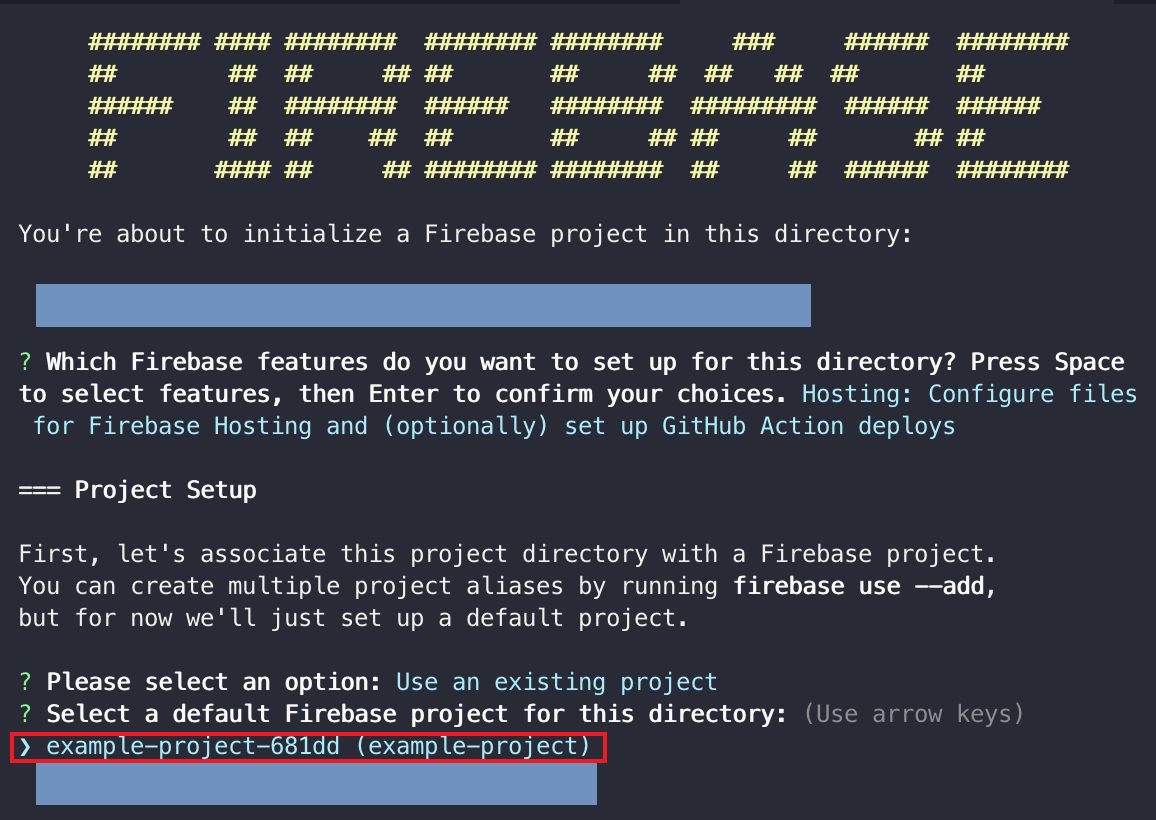 ######## #### ########  ######## ########     ###     ######  ########
##        ##  ##     ## ##       ##     ##  ##   ##  ##       ##
######    ##  ########  ######   ########  #########  ######  ######
##        ##  ##    ##  ##       ##     ## ##     ##       ## ##
##       #### ##     ## ######## ########  ##     ##  ######  ########
You're about to initialize a Firebase project in this directory:
? Which Firebase features do you want to set up for this directory? Press Space
to select features, then Enter to confirm your choices. Hosting: Configure files
for Firebase Hosting and (optionally) set up GitHub Action deploys
=== Project Setup
First, let's associate this project directory with a Firebase project.
You can create multiple project aliases by running firebase use --add,
but for now we'll just set up a default project.
? Please select an option: Use an existing project
? Select a default Firebase project for this directory: (Use arrow keys)
❯ example-project-681dd (example-project)